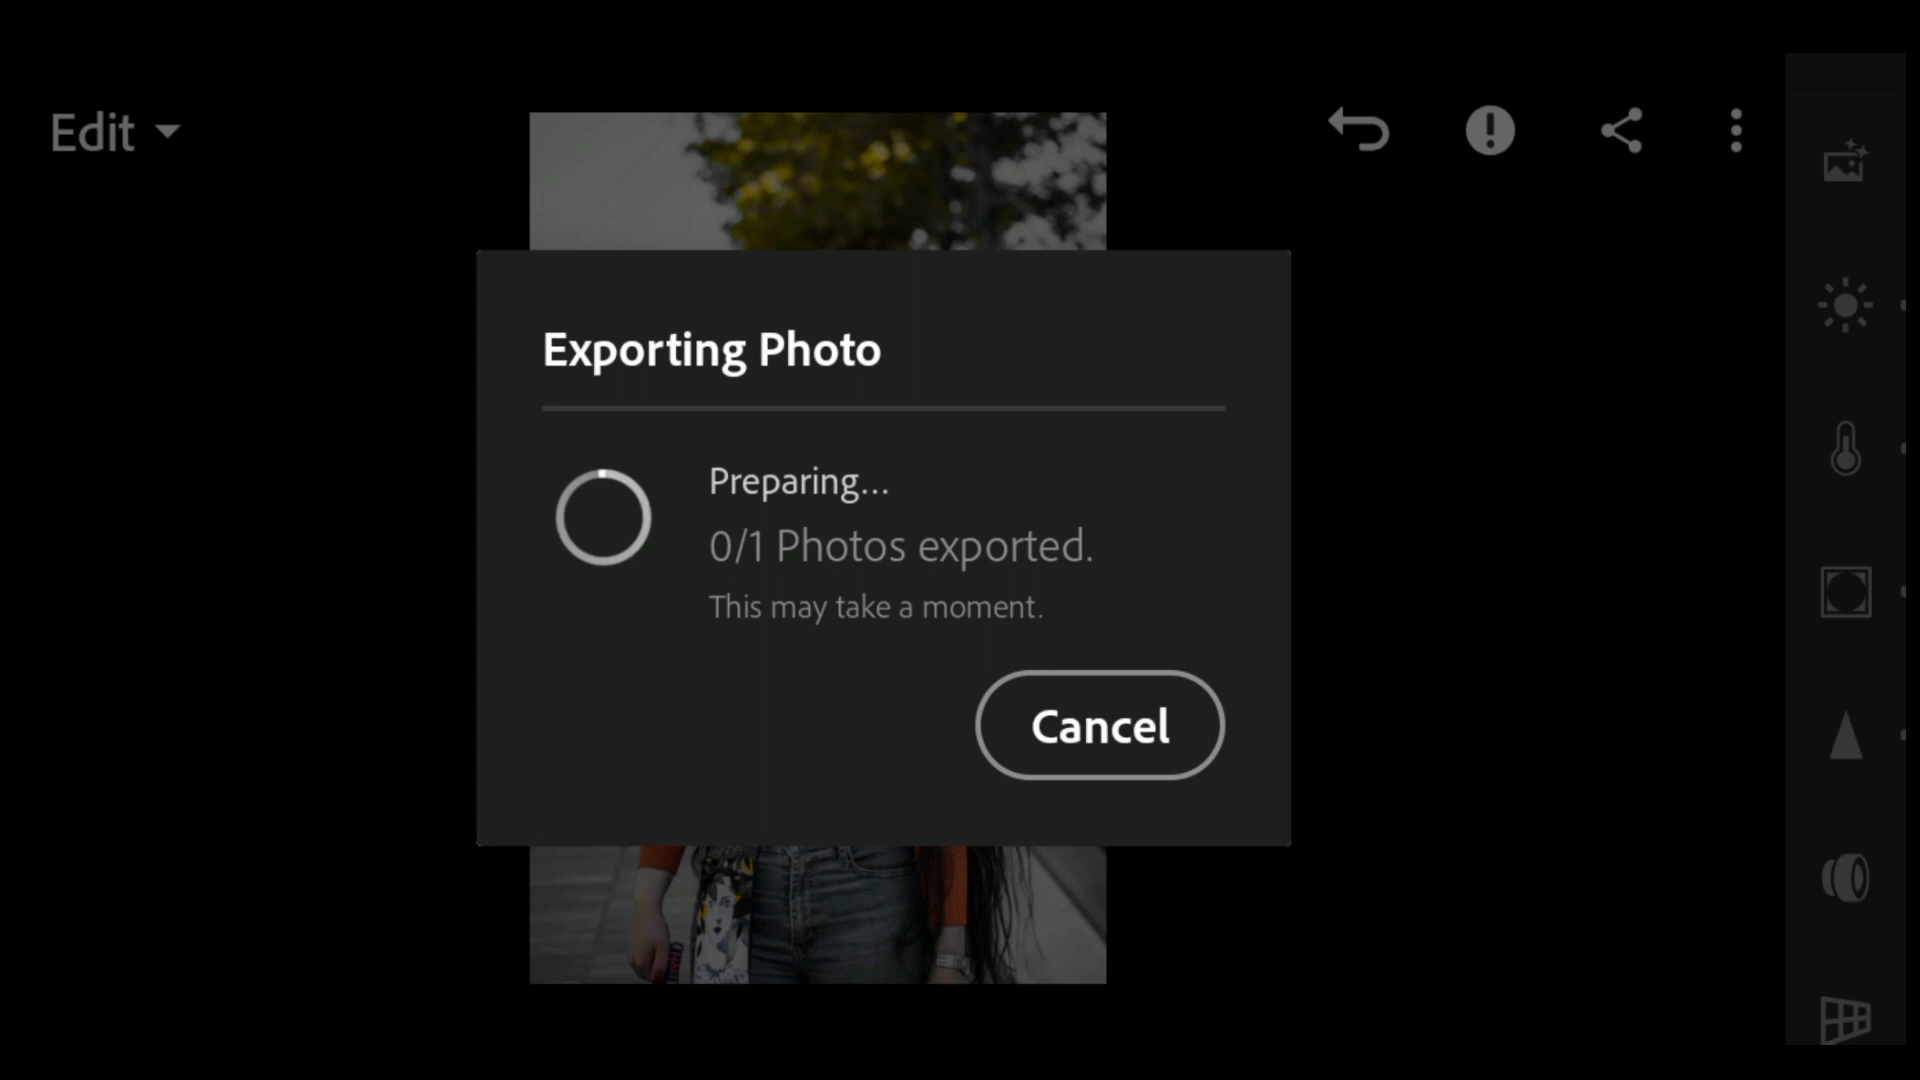 Edit
Exporting Photo
Preparing...
0/1 Photos exported.
This may take a moment.
Cancel